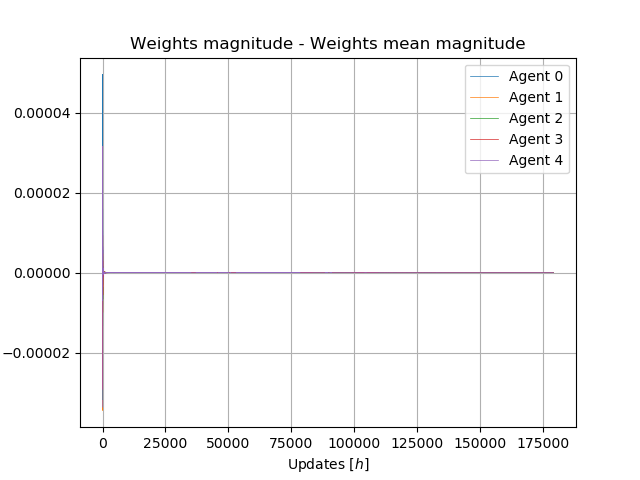 Weights magnitude - Weights mean magnitude
Agent 0
Agent 1
Agent 2
Agent 3
Agent 4
0.00004
0.00002
0.00000
−0.00002
0 25000 50000 75000 100000 125000 150000 175000
Updates [h]